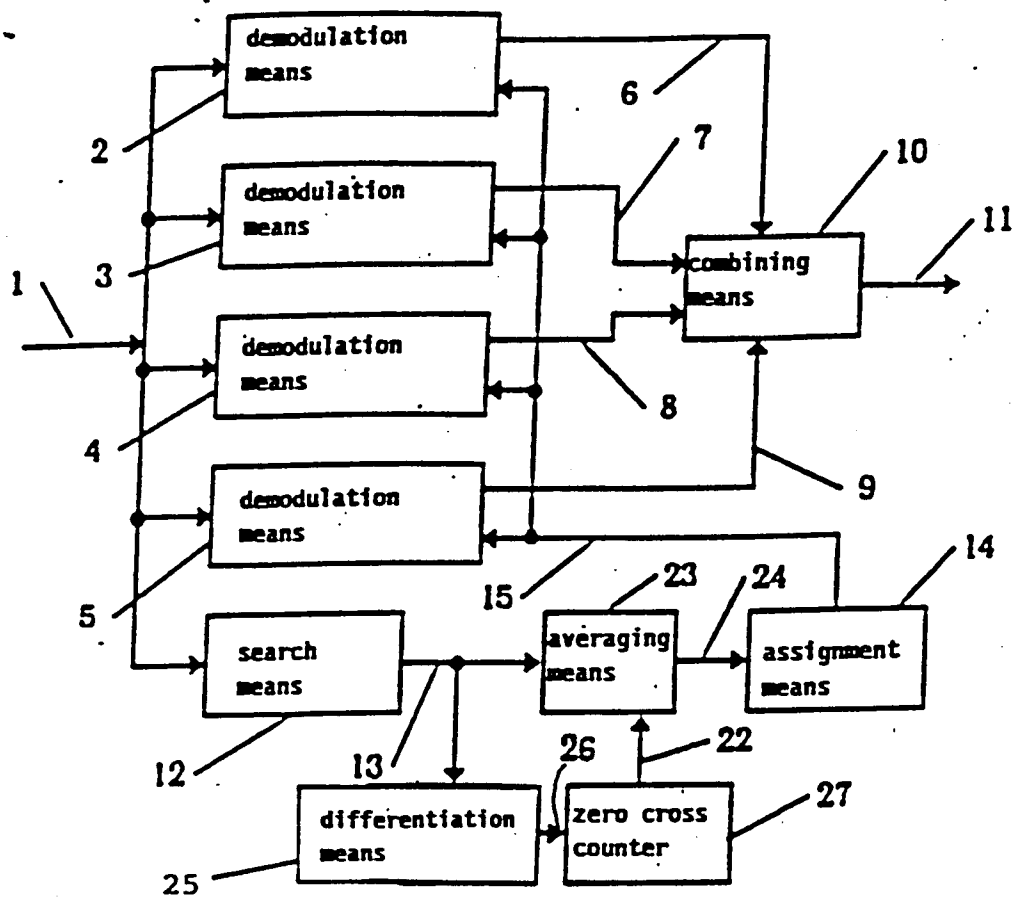 demodulation
means
6
2
7
10
demodulation
means
11
3
combining
means
1
demodulation
means
8
4
9
demodulation
means
14
15
23
24
5
search
means
averaging
means
assignment
means
12
13
26
22
27
differentiation
means
zero cross
counter
25